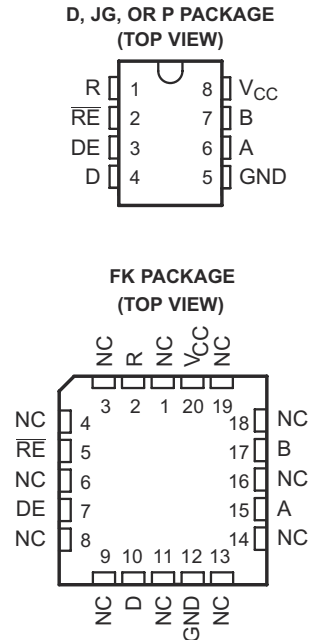 D, JG, OR P PACKAGE
(TOP VIEW)
R 1 8 VCC
RE 2 7 B
DE 3 6 A
D 4 5 GND
FK PACKAGE
(TOP VIEW)
NC R NC VCC NC
3 2 1 20 19
NC 4 18 NC
RE 5 17 B
NC 6 16 NC
DE 7 15 A
NC 8 14 NC
9 10 11 12 13
NC D NC GND NC